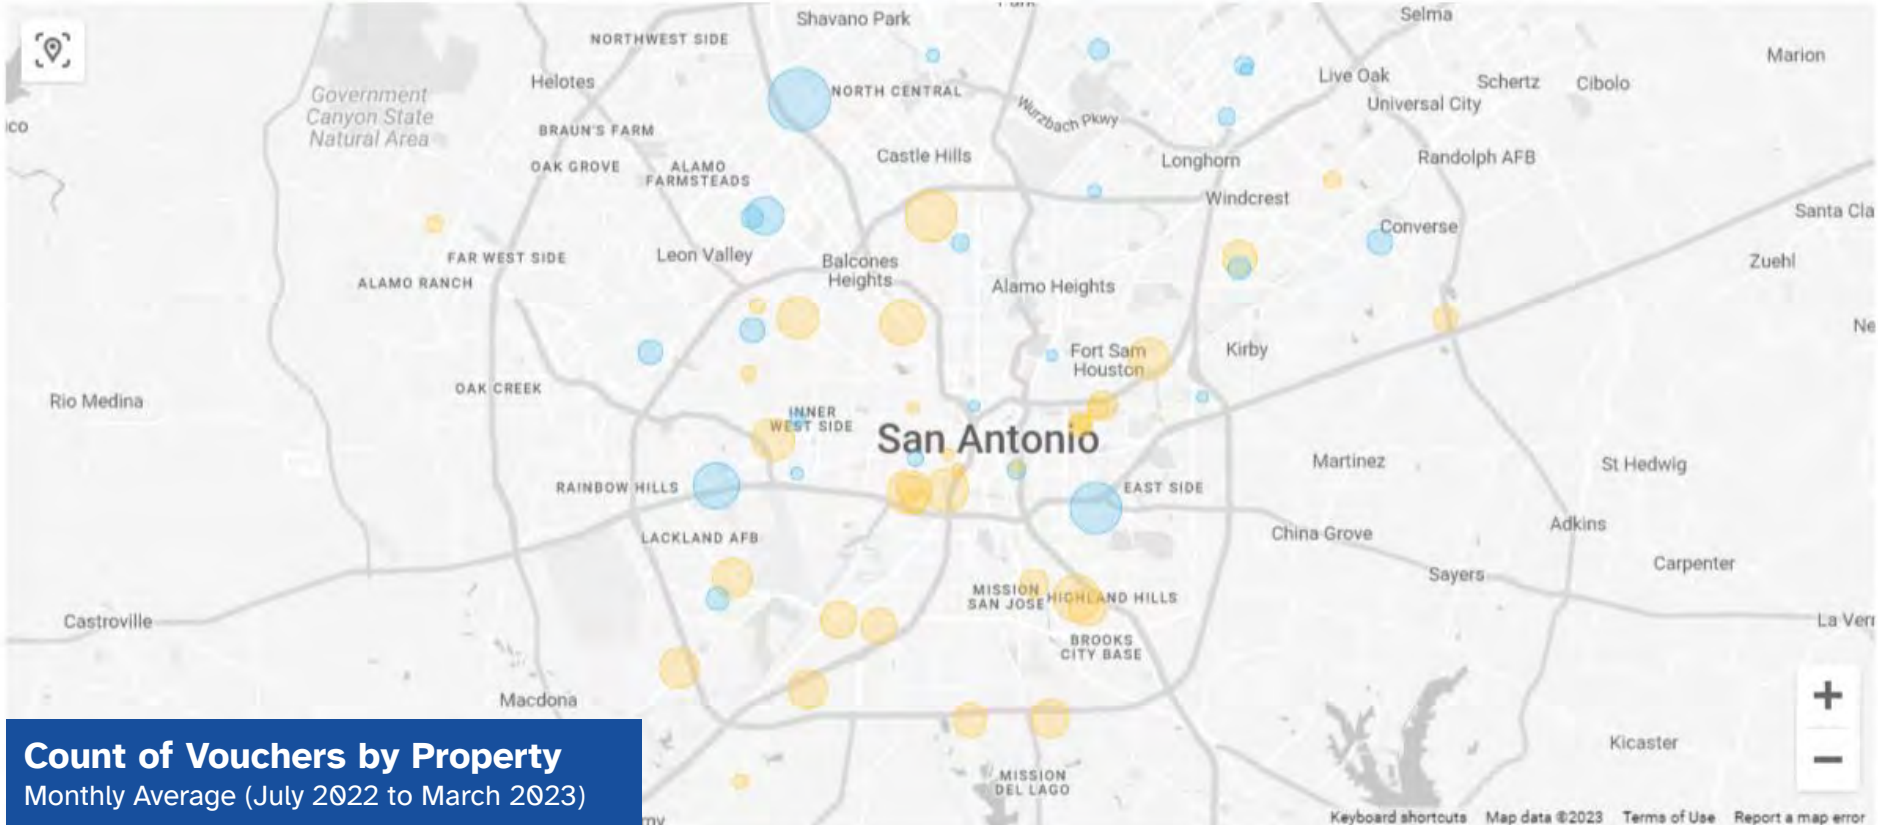 Shavano Park
Selma
NORTHWEST SIDE
Marion
Helotes
Live Oak
Schertz
Cibolo
NORTH CENTRAL
Government
Canyon State
Natural Area
Universal City
Wurzbach Pkwy
BRAUN'S FARM
Castle Hills
Longhorn
Randolph AFB
OAK GROVE
ALAMO
FARMSTEADS
Windcrest
Santa Cla
Converse
FAR WEST SIDE
Leon Valley
Balcones
Heights
Zuehl
ALAMO RANCH
Alamo Heights
Ne
Fort Sam
Houston
Kirby
OAK CREEK
Rio Medina
INNER
WEST SIDE
San Antonio
Martinez
St Hedwig
RAINBOW HILLS
EAST SIDE
LACKLAND AFB
China Grove
Adkins
Carpenter
Sayers
MISSION
SAN JOSE
HIGHLAND HILLS
Castroville
La Vern
BROOKS
CITY BASE
Macdona
Kicaster
MISSION
DEL LAGO
Count of Vouchers by Property
Monthly Average (July 2022 to March 2023)
Keyboard shortcuts
Map data ©2023
Terms of Use
Report a map error